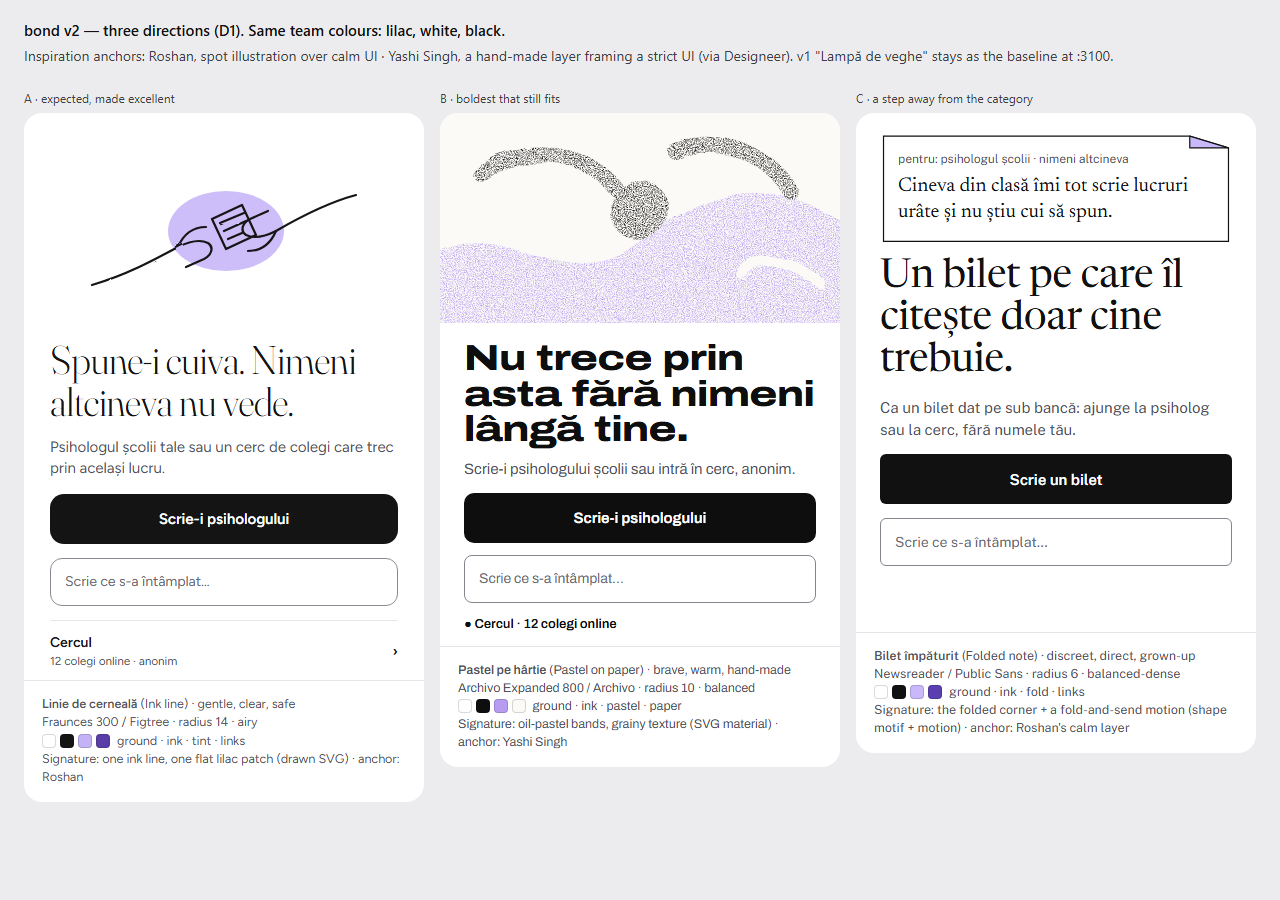 bond v2 — three directions (D1). Same team colours: lilac, white, black.
Inspiration anchors: Roshan, spot illustration over calm UI · Yashi Singh, a hand-made layer framing a strict UI (via Designer). v1 "Lampă de veghe" stays as the baseline at :3100.
A · expected, made excellent
Spune-i cuiva. Nimeni
altcineva nu vede.
Psihologul școlii tale sau un cerc de colegi care trec
prin același lucru.
Scrie-i psihologului
Scrie ce s-a întâmplat...
Cercul
12 colegi online · anonim
›
Linie de cerneală (Ink line) · gentle, clear, safe
Fraunces 300 / Figtree · radius 14 · airy
ground · ink · tint · links
Signature: one ink line, one flat lilac patch (drawn SVG) · anchor:
Roshan
B · boldest that still fits
Nu trece prin
asta fără nimeni
lângă tine.
Scrie-i psihologului școlii sau intră în cerc, anonim.
Scrie-i psihologului
Scrie ce s-a întâmplat...
● Cercul · 12 colegi online
Pastel pe hârtie (Pastel on paper) · brave, warm, hand-made
Archivo Expanded 800 / Archivo · radius 10 · balanced
ground · ink · pastel · paper
Signature: oil-pastel bands, grainy texture (SVG material) ·
anchor: Yashi Singh
C · a step away from the category
pentru: psihologul școlii · nimeni altcineva
Cineva din clasă îmi tot scrie lucruri
urâte și nu știu cui să spun.
Un bilet pe care îl
citește doar cine
trebuie.
Ca un bilet dat pe sub bancă: ajunge la psiholog
sau la cerc, fără numele tău.
Scrie un bilet
Scrie ce s-a întâmplat...
Bilet împăturit (Folded note) · discreet, direct, grown-up
Newsreader / Public Sans · radius 6 · balanced-dense
ground · ink · fold · links
Signature: the folded corner + a fold-and-send motion (shape
motif + motion) · anchor: Roshan's calm layer